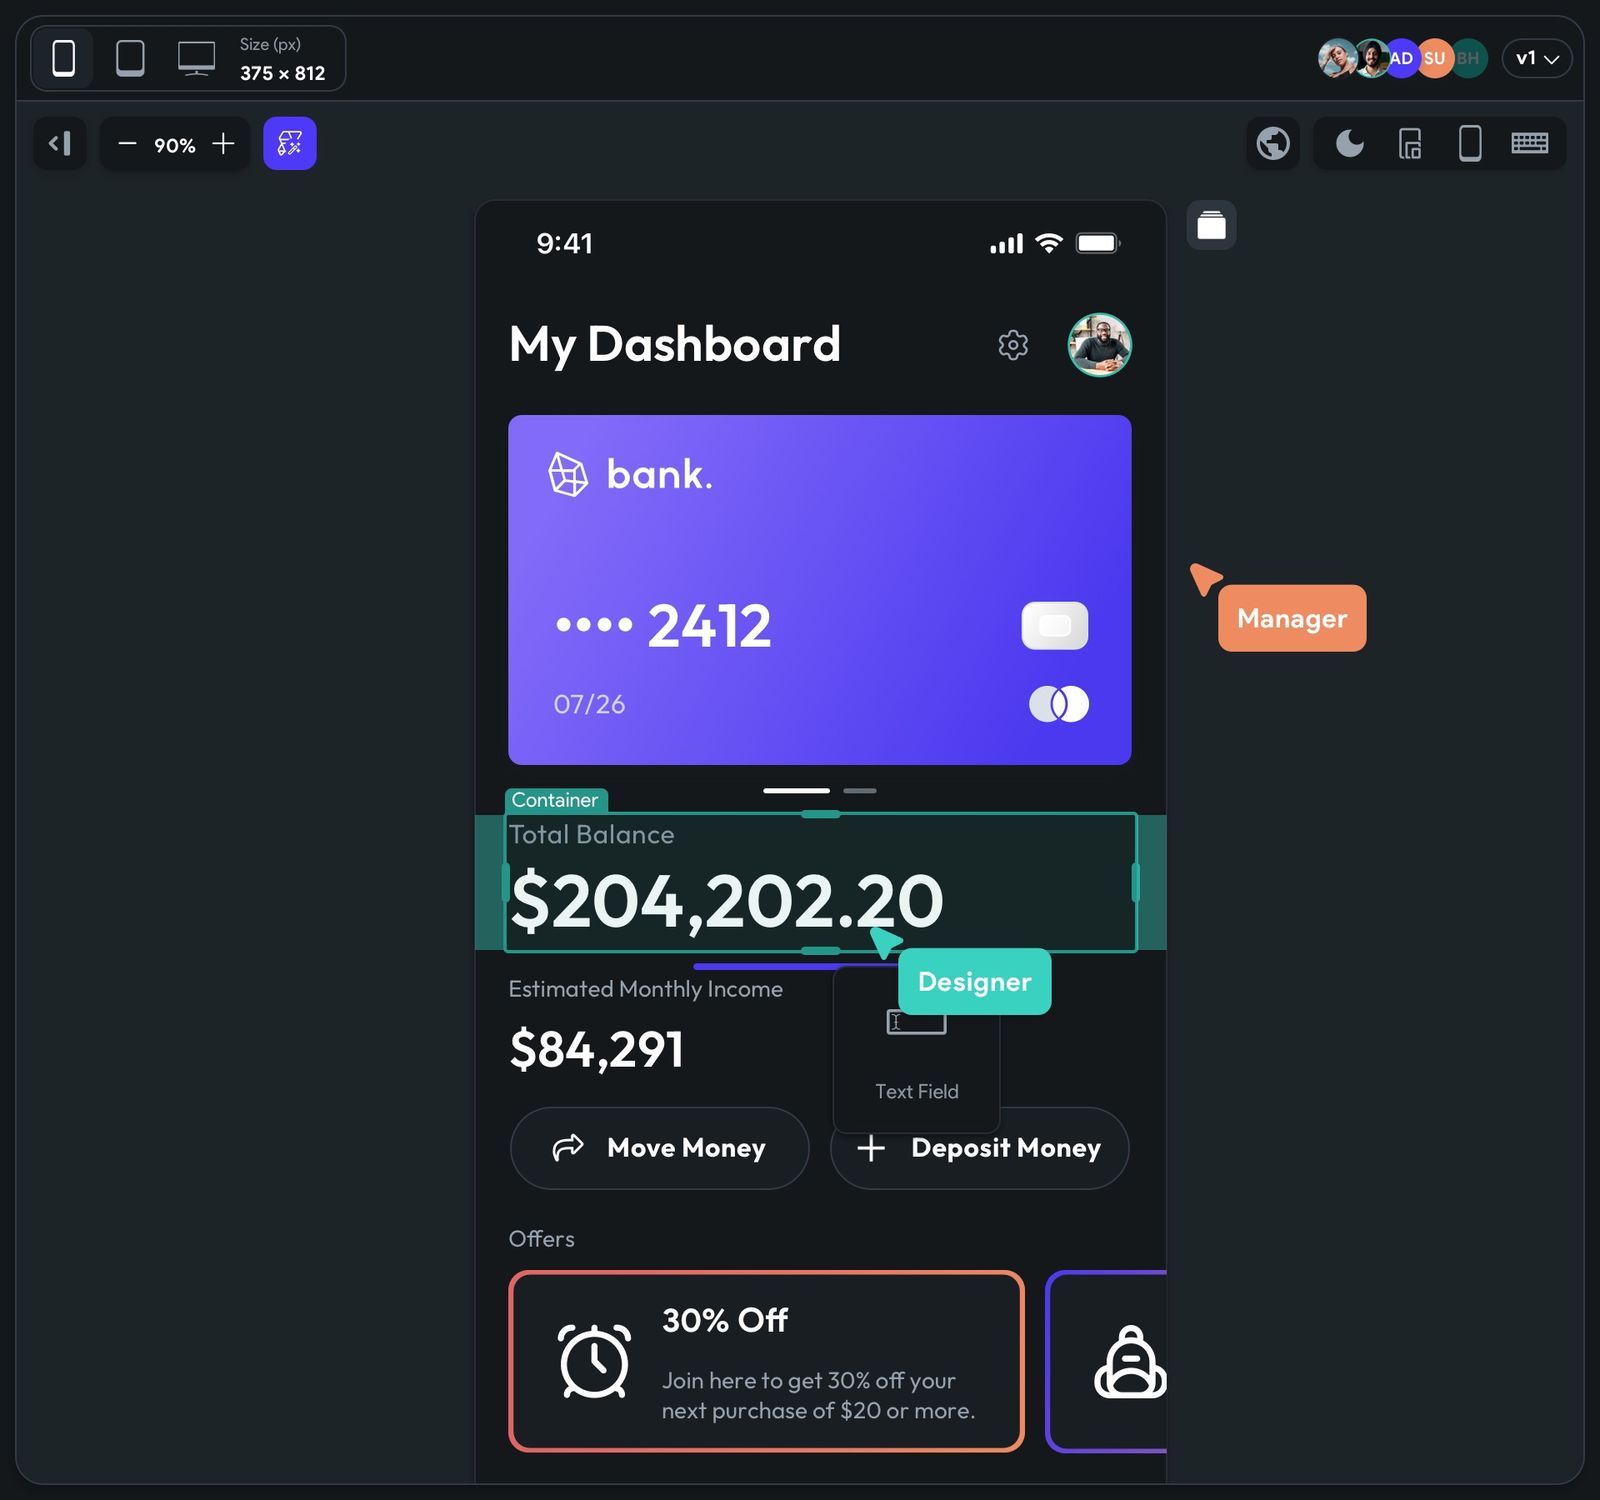 Size (px)
375 × 812
AD
SU
BH
v1
90%
9:41
My Dashboard
bank.
•••• 2412
07/26
Manager
Container
Total Balance
$204,202.20
Designer
Estimated Monthly Income
$84,291
Text Field
Move Money
Deposit Money
Offers
30% Off
Join here to get 30% off your
next purchase of $20 or more.